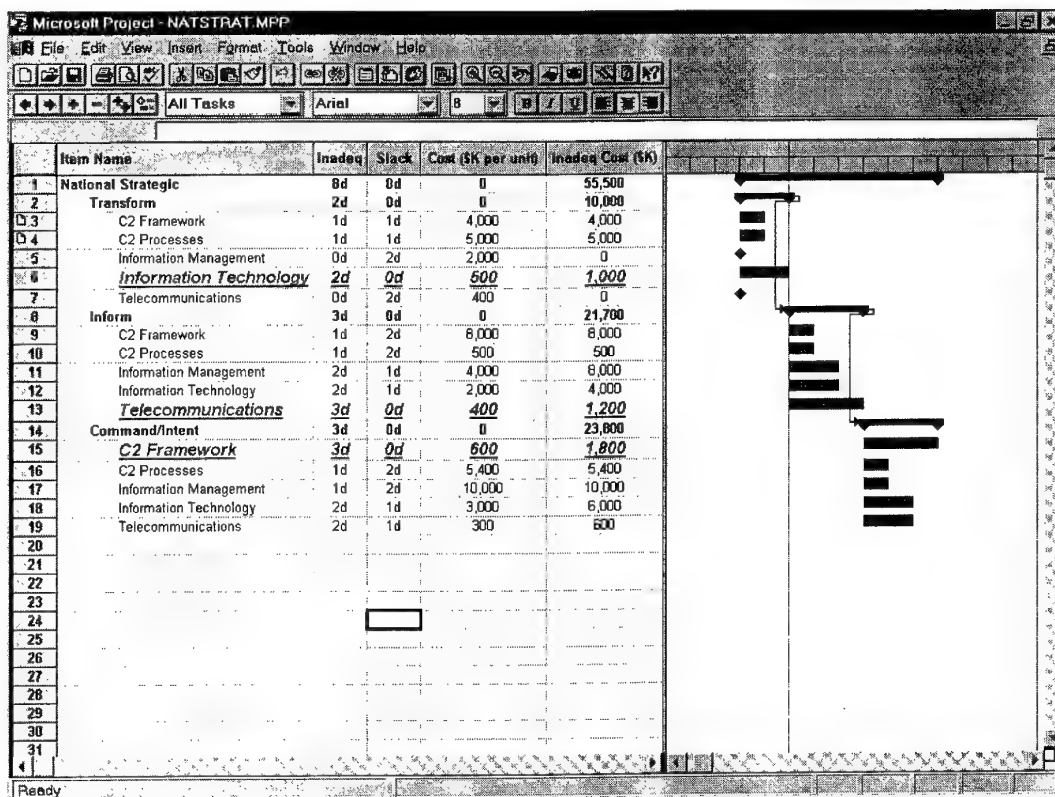 Microsoft Project - NATSTRAT.MPP
File Edit View Insert Format Tools Window Help
All Tasks Arial 8 B I U
Item Name Inadeq Slack Cost ($K per unit) Inadeq Cost ($K)
1 National Strategic 8d 0d 0 55,500
2 Transform 2d 0d 0 10,000
3 C2 Framework 1d 1d 4,000 4,000
4 C2 Processes 1d 1d 5,000 5,000
5 Information Management 0d 2d 2,000 0
6 Information Technology 2d 0d 500 1,000
7 Telecommunications 0d 2d 400 0
8 Inform 3d 0d 0 21,700
9 C2 Framework 1d 2d 8,000 8,000
10 C2 Processes 1d 2d 500 500
11 Information Management 2d 1d 4,000 8,000
12 Information Technology 2d 1d 2,000 4,000
13 Telecommunications 3d 0d 400 1,200
14 Command/Intent 3d 0d 0 23,800
15 C2 Framework 3d 0d 600 1,800
16 C2 Processes 1d 2d 5,400 5,400
17 Information Management 1d 2d 10,000 10,000
18 Information Technology 2d 1d 3,000 6,000
19 Telecommunications 2d 1d 300 600
20
21
22
23
24
25
26
27
28
29
30
31
Ready